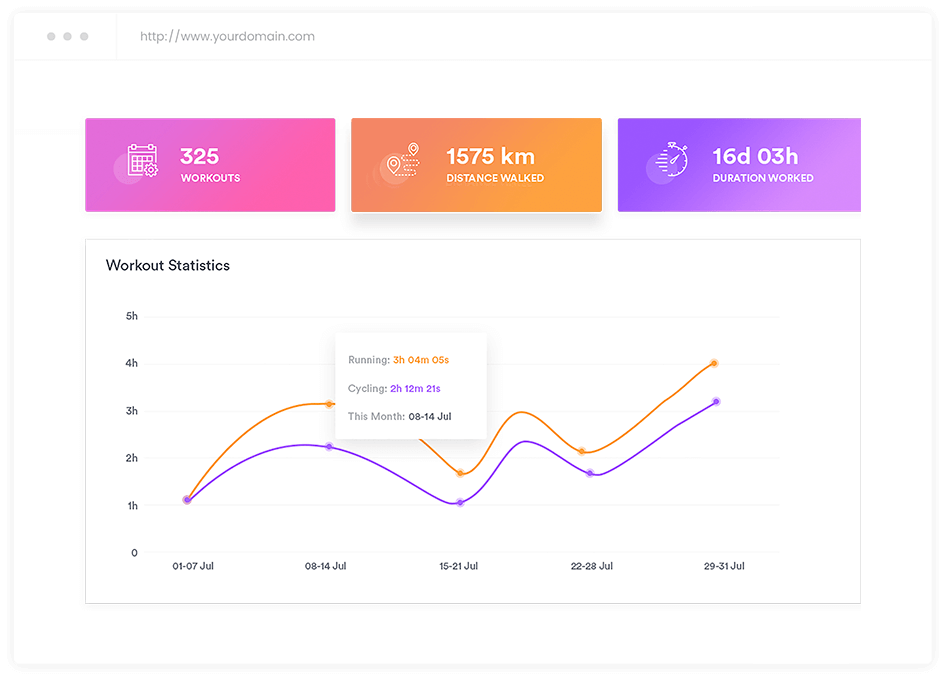 http://www.yourdomain.com
325
WORKOUTS
1575 km
DISTANCE WALKED
16d 03h
DURATION WORKED
Workout Statistics
5h
4h
3h
2h
1h
0
Running: 3h 04m 05s
Cycling: 2h 12m 21s
This Month: 08-14 Jul
01-07 Jul
08-14 Jul
15-21 Jul
22-28 Jul
29-31 Jul